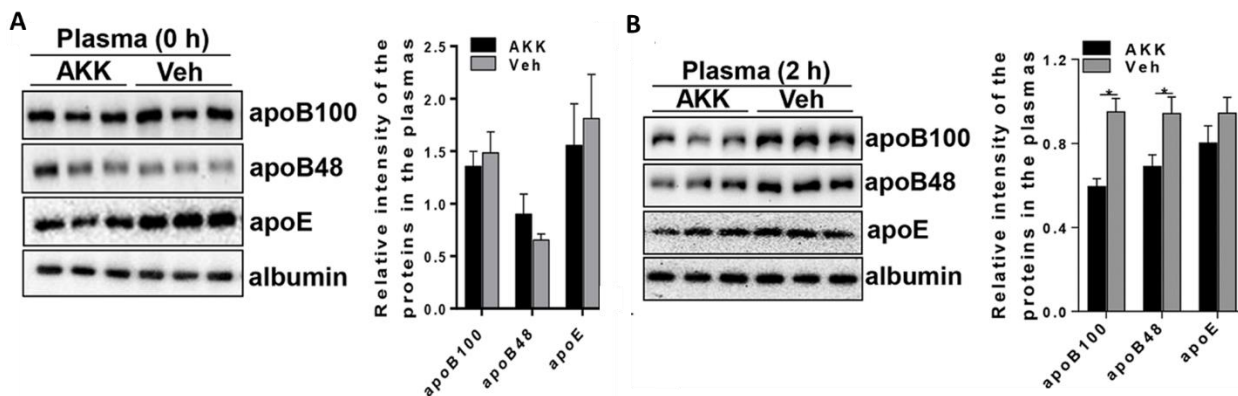 A
Plasma (0 h)
AKK Veh
apoB100
apoB48
apoE
albumin
Relative intensity of the
proteins in the plasmas
2.5
2.0
1.5
1.0
0.5
0.0
AKK
Veh
apoB100
apoB48
apoE
B
Plasma (2 h)
AKK Veh
apoB100
apoB48
apoE
albumin
Relative intensity of the
proteins in the plasmas
1.2
0.8
0.4
0.0
AKK
Veh
* *
apoB100
apoB48
apoE